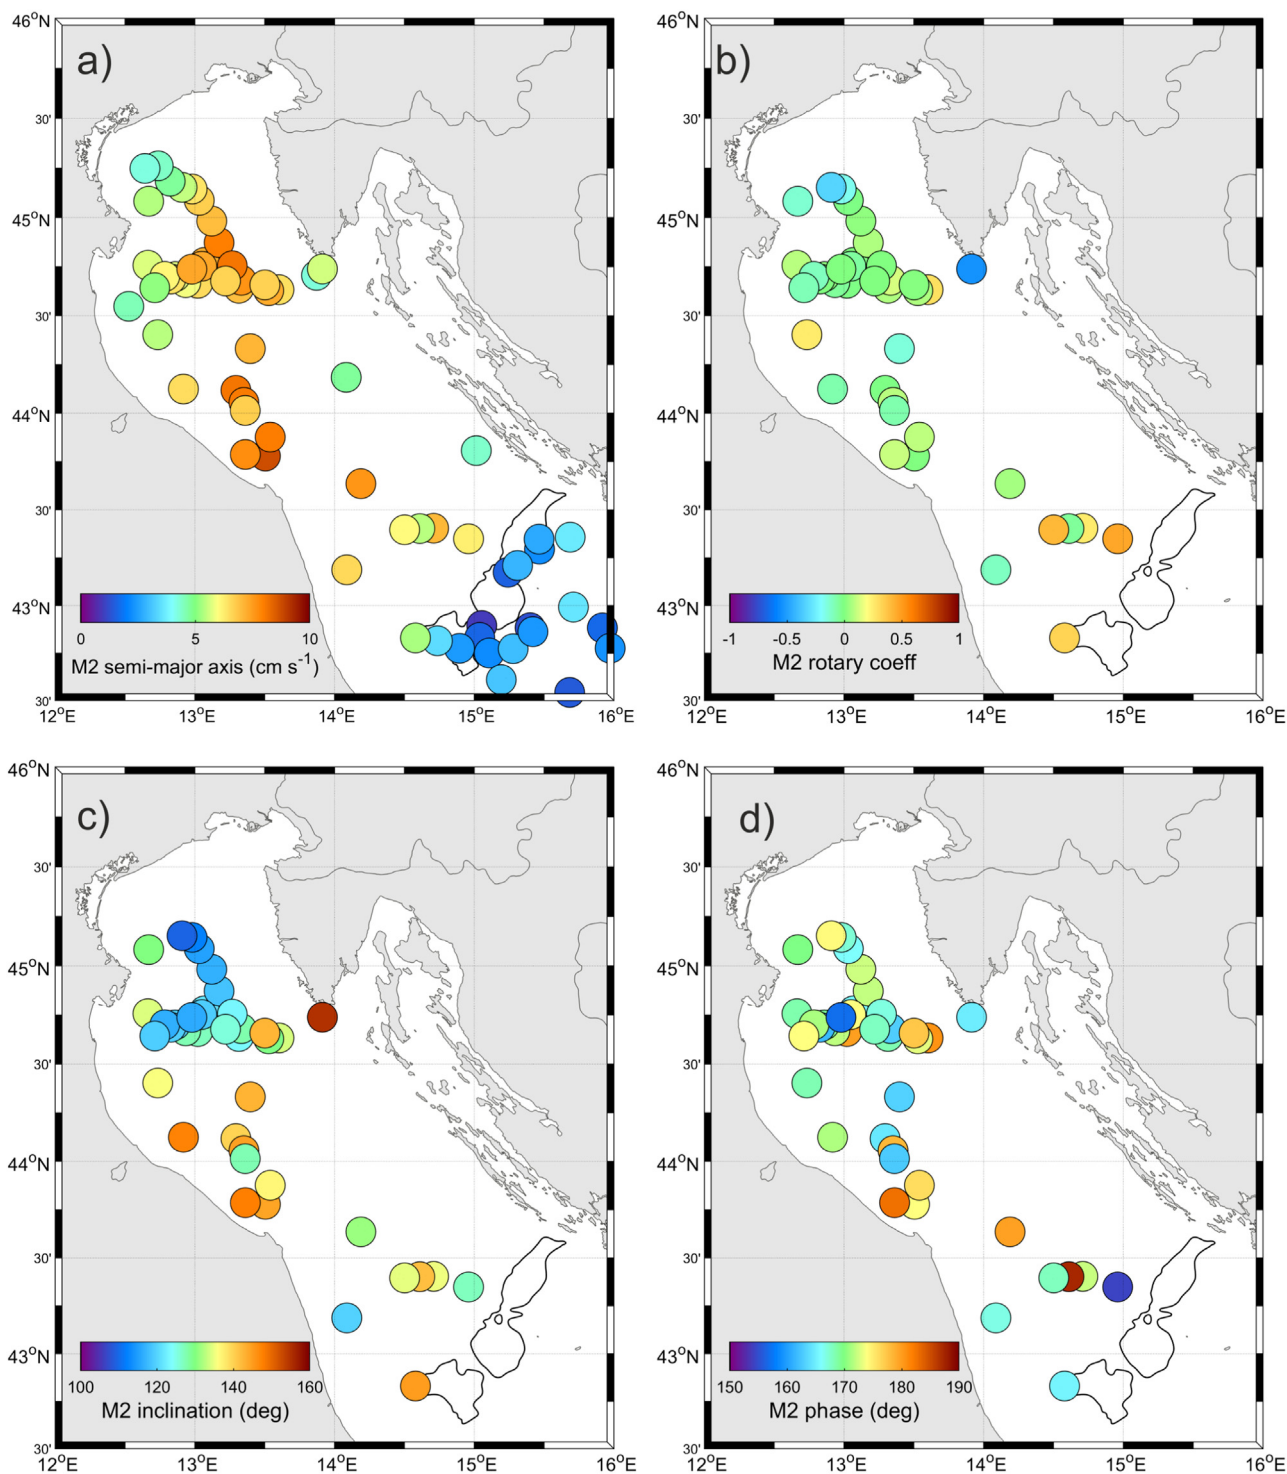 a)
46°N
30'
45°N
30'
44°N
30'
43°N
30'
12°E 13°E 14°E 15°E 16°E
0 5 10
M2 semi-major axis (cm s-1)
b)
46°N
30'
45°N
30'
44°N
30'
43°N
30'
12°E 13°E 14°E 15°E 16°E
-1 -0.5 0 0.5 1
M2 rotary coeff
c)
46°N
30'
45°N
30'
44°N
30'
43°N
30'
12°E 13°E 14°E 15°E 16°E
100 120 140 160
M2 inclination (deg)
d)
46°N
30'
45°N
30'
44°N
30'
43°N
30'
12°E 13°E 14°E 15°E 16°E
150 160 170 180 190
M2 phase (deg)